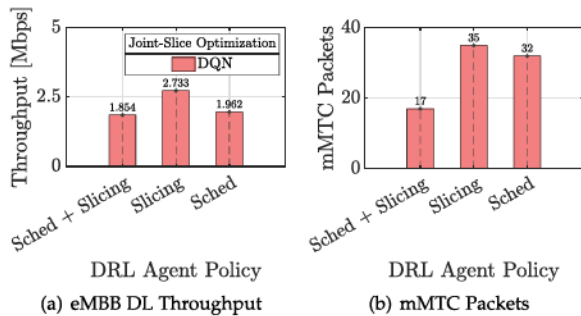 Throughput [Mbps]
5
2.5
0
Joint-Slice Optimization
DQN
1.854
2.733
1.962
Sched + Slicing
Slicing
Sched
DRL Agent Policy
(a) eMBB DL Throughput
mMTC Packets
40
20
0
17
35
32
Sched + Slicing
Slicing
Sched
DRL Agent Policy
(b) mMTC Packets